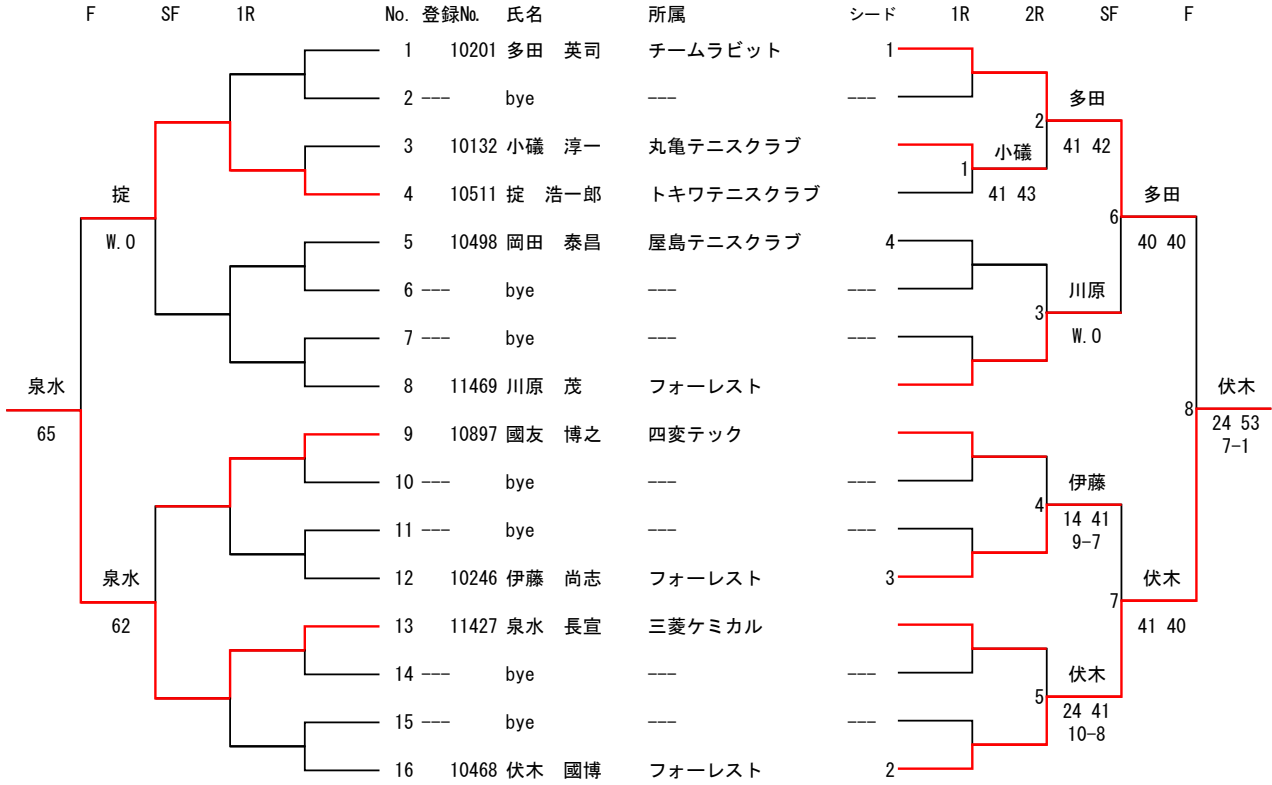 F SF 1R No. 登録№ 氏名 所属 シード 1R 2R SF F
1 10201 多田 英司 チームラビット 1
2 --- bye --- --- 多田
2
3 10132 小磯 淳一 丸亀テニスクラブ 小磯 41 42
1
掟 4 10511 掟 浩一郎 トキワテニスクラブ 41 43 多田
6
W.O 5 10498 岡田 泰昌 屋島テニスクラブ 4 40 40
6 --- bye --- --- 川原
3
7 --- bye --- --- W.O
泉水 8 11469 川原 茂 フォーレスト 伏木
8
65 9 10897 國友 博之 四変テック 24 53
7-1
10 --- bye --- --- 伊藤
4
11 --- bye --- --- 14 41
9-7
泉水 12 10246 伊藤 尚志 フォーレスト 3 伏木
7
62 13 11427 泉水 長宣 三菱ケミカル 41 40
14 --- bye --- --- 伏木
5
15 --- bye --- --- 24 41
10-8
16 10468 伏木 國博 フォーレスト 2